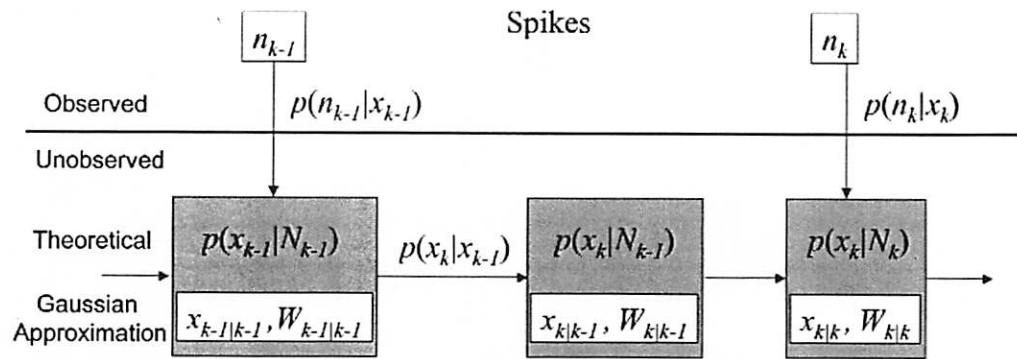 Spikes
n_{k-1}
n_k
Observed
p(n_{k-1}|x_{k-1})
p(n_k|x_k)
Unobserved
Theoretical
p(x_{k-1}|N_{k-1})
p(x_k|x_{k-1})
p(x_k|N_{k-1})
p(x_k|N_k)
Gaussian
Approximation
x_{k-1|k-1}, W_{k-1|k-1}
x_{k|k-1}, W_{k|k-1}
x_{k|k}, W_{k|k}